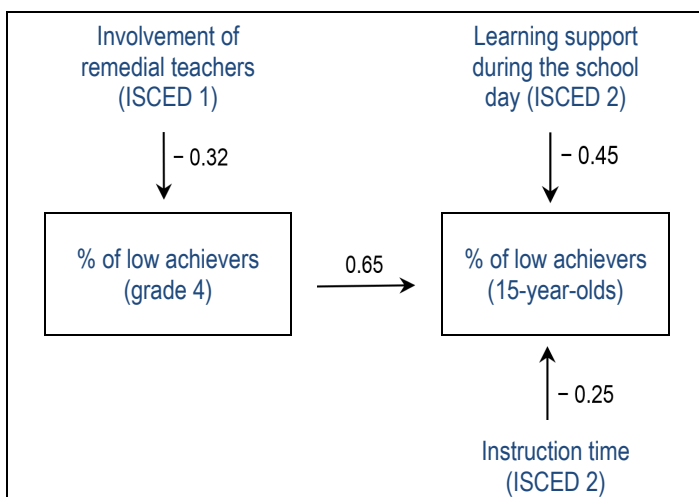 Involvement of
remedial teachers
(ISCED 1)
Learning support
during the school
day (ISCED 2)
− 0.32
− 0.45
% of low achievers
(grade 4)
0.65
% of low achievers
(15-year-olds)
− 0.25
Instruction time
(ISCED 2)